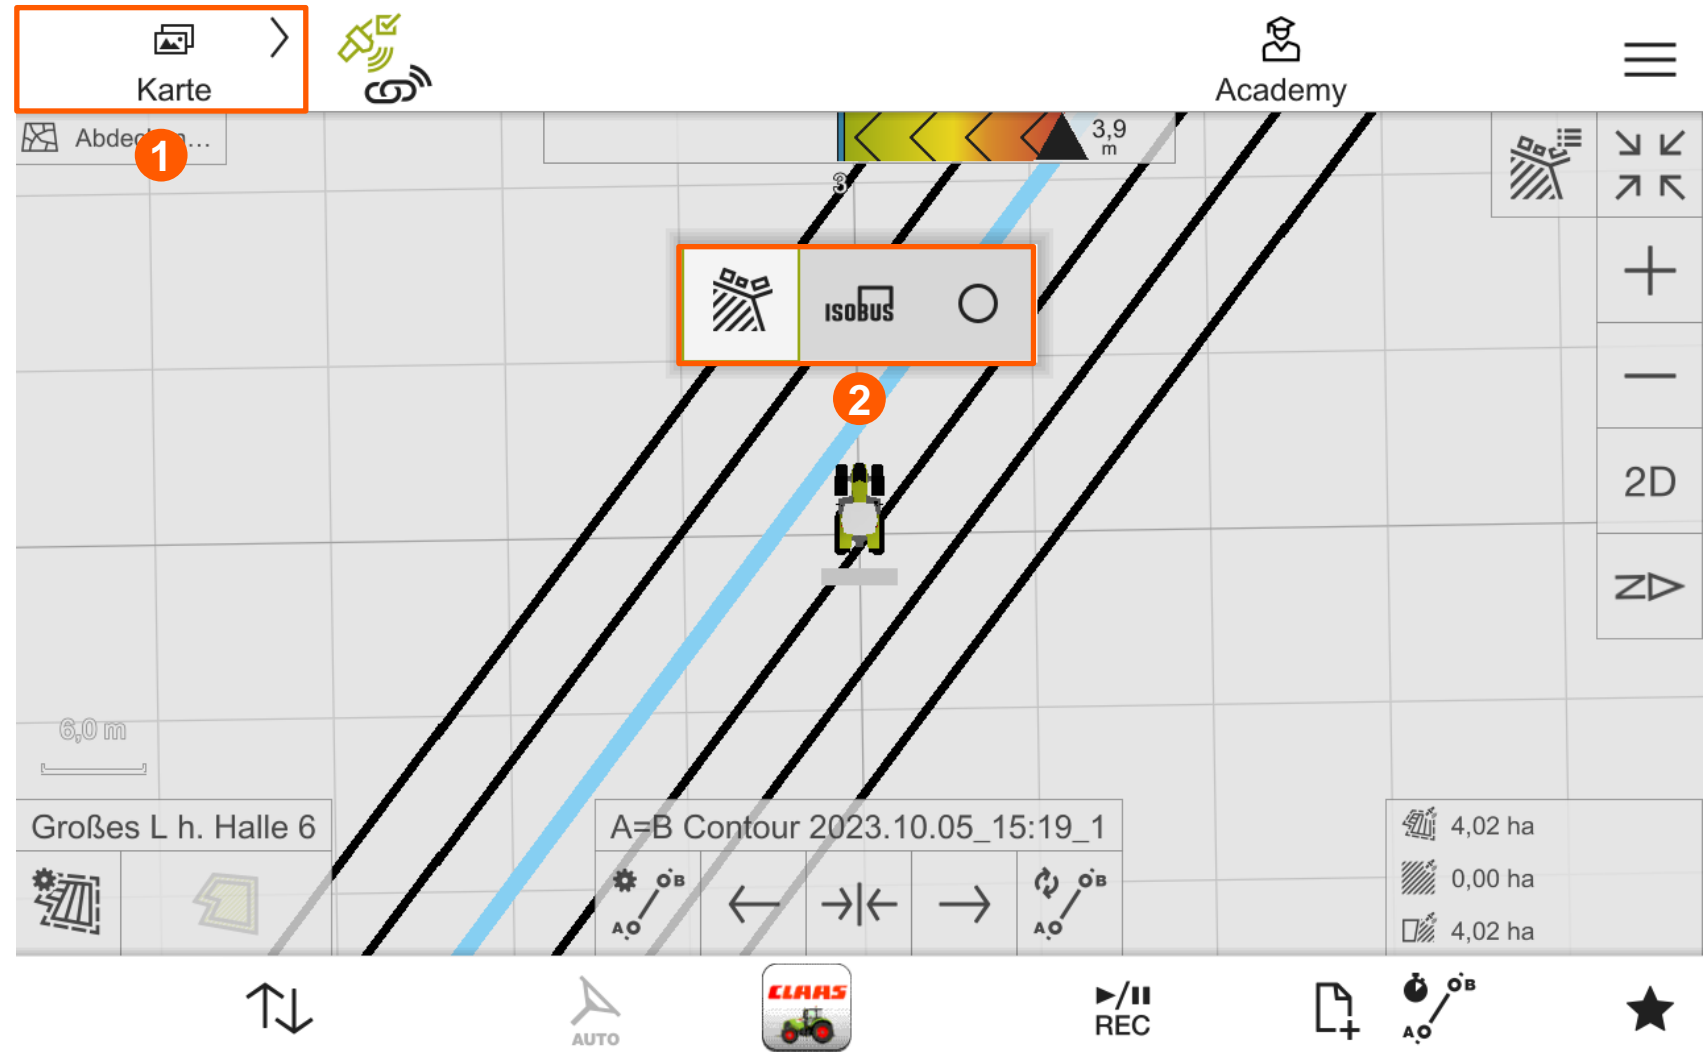 Karte
Academy
Abdec
1
3,9
m
3
ISOBUS
2
2D
6,0 m
Großes L h. Halle 6
A=B Contour 2023.10.05_15:19_1
4,02 ha
0,00 ha
4,02 ha
A
B
A
B
AUTO
CLAAS
REC
A
B